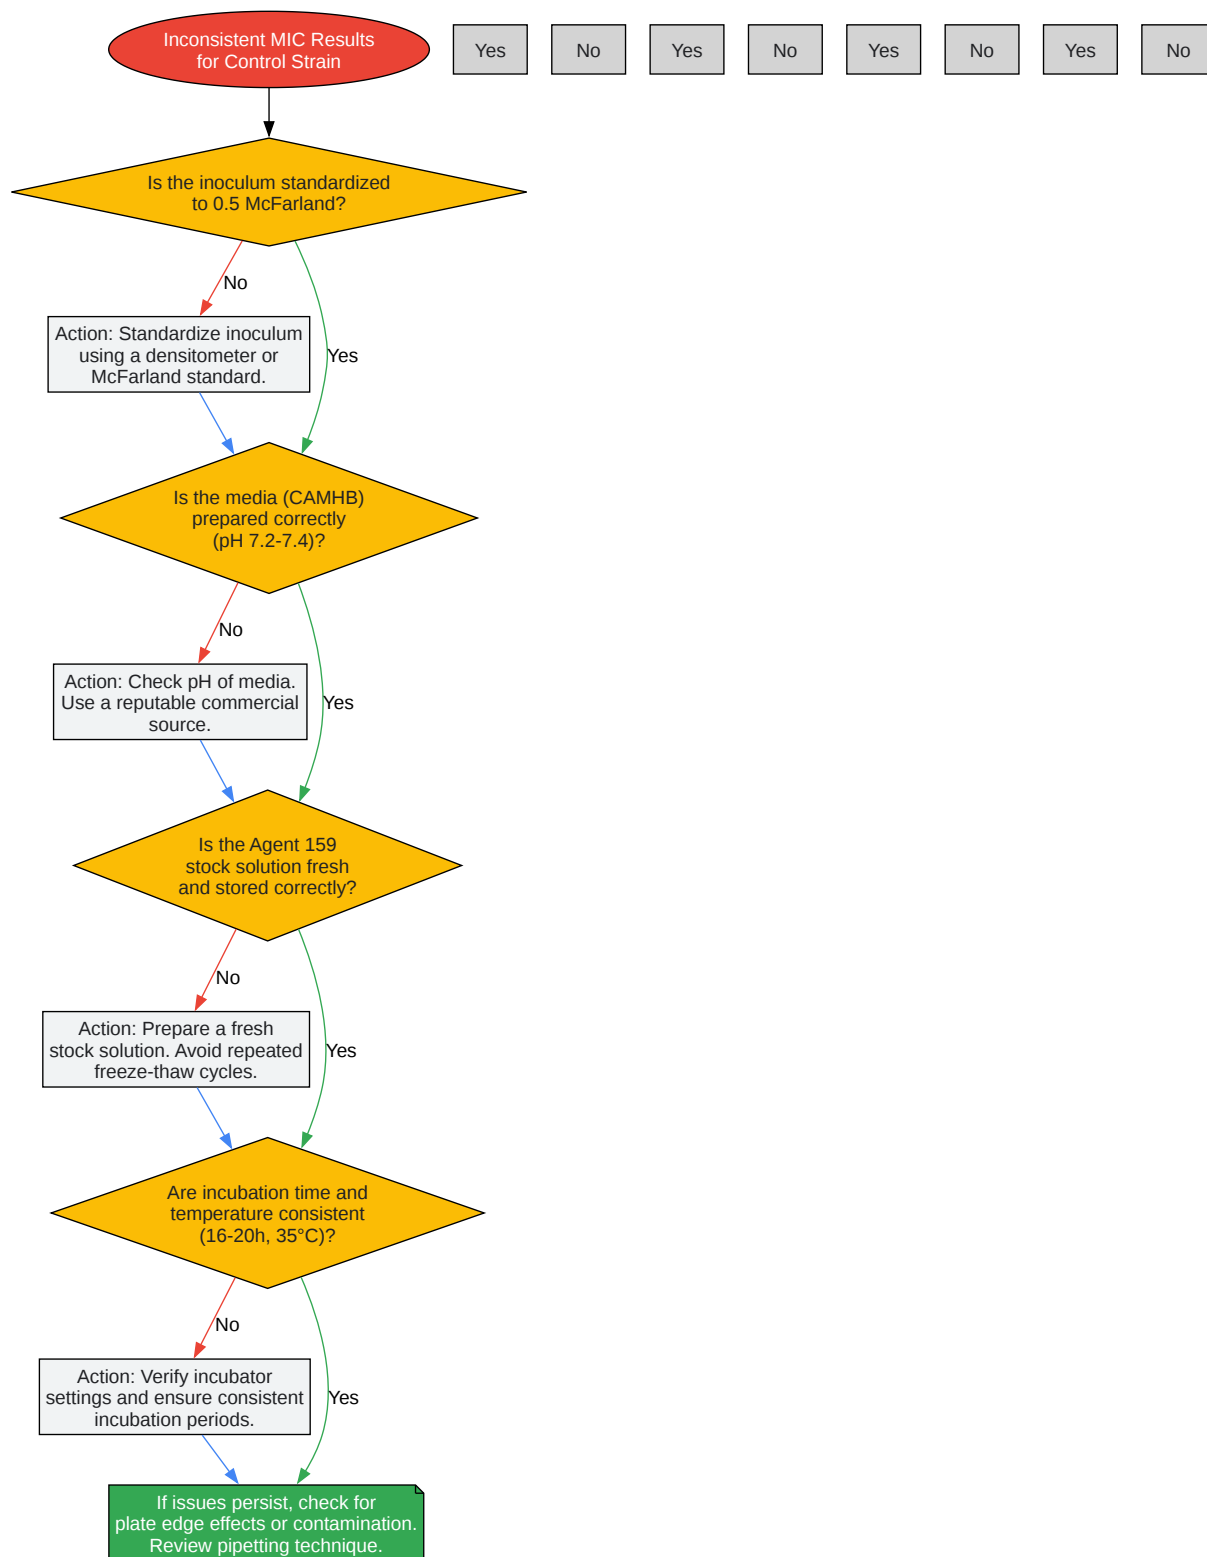 Inconsistent MIC Results
for Control Strain
Yes
No
Yes
No
Yes
No
Yes
No
Is the inoculum standardized
to 0.5 McFarland?
No
Action: Standardize inoculum
using a densitometer or
McFarland standard.
Yes
Is the media (CAMHB)
prepared correctly
(pH 7.2-7.4)?
No
Action: Check pH of media.
Use a reputable commercial
source.
Yes
Is the Agent 159
stock solution fresh
and stored correctly?
No
Action: Prepare a fresh
stock solution. Avoid repeated
freeze-thaw cycles.
Yes
Are incubation time and
temperature consistent
(16-20h, 35°C)?
No
Action: Verify incubator
settings and ensure consistent
incubation periods.
Yes
If issues persist, check for
plate edge effects or contamination.
Review pipetting technique.